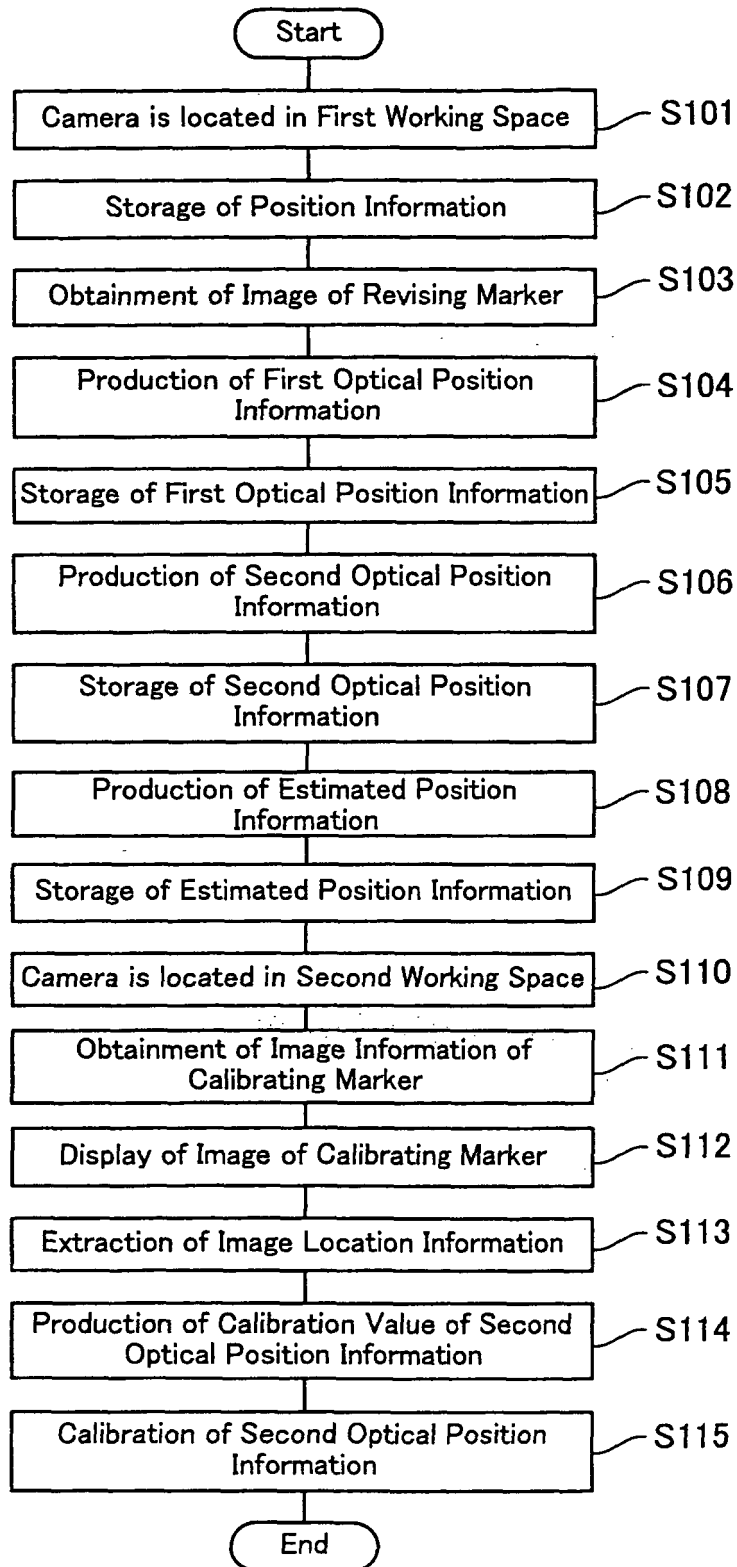 Start
Camera is located in First Working Space
S101
Storage of Position Information
S102
Obtainment of Image of Revising Marker
S103
Production of First Optical Position
Information
S104
Storage of First Optical Position Information
S105
Production of Second Optical Position
Information
S106
Storage of Second Optical Position
Information
S107
Production of Estimated Position
Information
S108
Storage of Estimated Position Information
S109
Camera is located in Second Working Space
S110
Obtainment of Image Information of
Calibrating Marker
S111
Display of Image of Calibrating Marker
S112
Extraction of Image Location Information
S113
Production of Calibration Value of Second
Optical Position Information
S114
Calibration of Second Optical Position
Information
S115
End